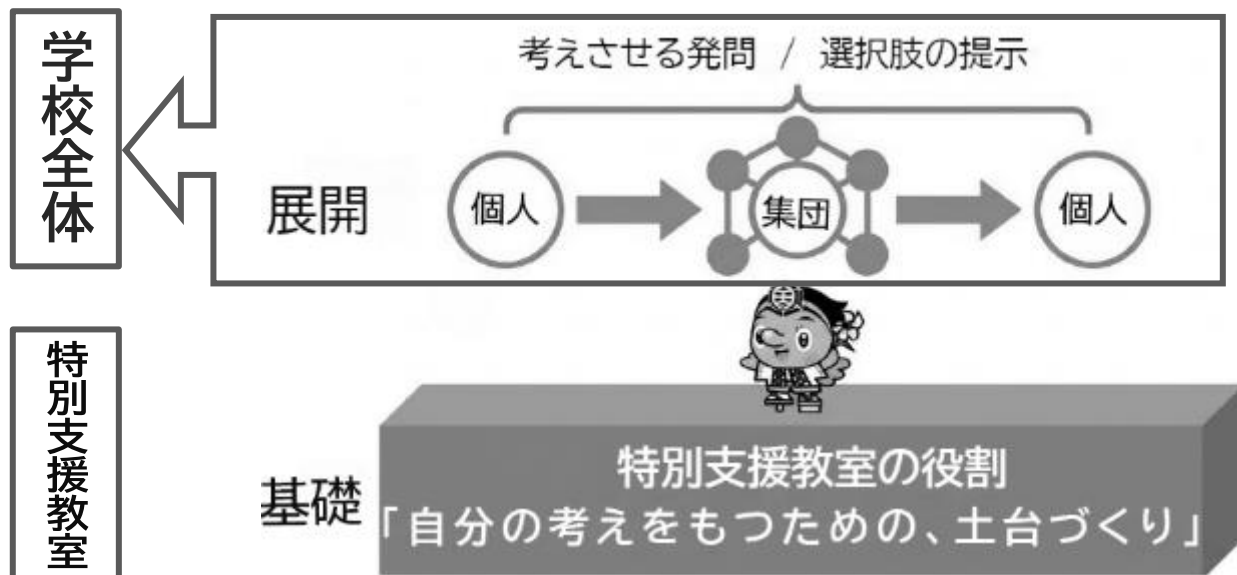 学校全体
考えさせる発問 / 選択肢の提示
展開
個人
集団
個人
特別支援教室
基礎
特別支援教室の役割
「自分の考えをもつための、土台づくり」